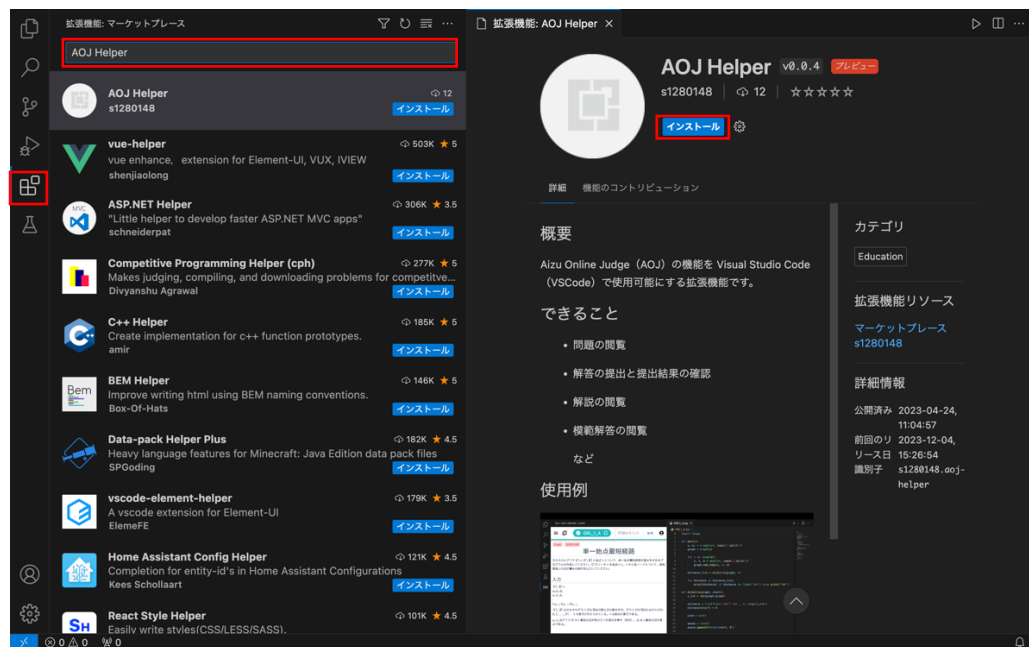 拡張機能: マーケットプレース
AOJ Helper
AOJ Helper
12
s1280148
インストール
vue-helper
503K ★ 5
vue enhance, extension for Element-UI, VUX, IVIEW
shenjiaolong
インストール
MVC
ASP.NET Helper
306K ★ 3.5
"Little helper to develop faster ASP.NET MVC apps"
schneiderpat
インストール
Competitive Programming Helper (cph)
277K ★ 5
Makes judging, compiling, and downloading problems for competitve...
Divyanshu Agrawal
インストール
C++ Helper
185K ★ 5
Create implementation for c++ function prototypes.
amir
インストール
Bem
BEM Helper
146K ★ 5
Improve writing html using BEM naming conventions.
Box-Of-Hats
インストール
Data-pack Helper Plus
182K ★ 4.5
Heavy language features for Minecraft: Java Edition data pack files
SPGoding
インストール
vscode-element-helper
179K ★ 3.5
A vscode extension for Element-UI
ElemeFE
インストール
Home Assistant Config Helper
121K ★ 4.5
Completion for entity-id's in Home Assistant Configurations
Kees Schollaart
インストール
SH
React Style Helper
101K ★ 4.5
Easily write styles(CSS/LESS/SASS).
0 0 0
拡張機能: AOJ Helper ×
AOJ Helper v0.0.4 プレビュー
s1280148 | 12 | ☆☆☆☆☆
インストール
詳細 機能のコントリビューション
概要
Aizu Online Judge（AOJ）の機能を Visual Studio Code
（VSCode）で使用可能にする拡張機能です。
できること
• 問題の閲覧
• 解答の提出と提出結果の確認
• 解説の閲覧
• 模範解答の閲覧
など
使用例
単一始点最短経路
入力
カテゴリ
Education
拡張機能リソース
マーケットプレース
s1280148
詳細情報
公開済み 2023-04-24,
11:04:57
前回のリ 2023-12-04,
リース日 15:26:54
識別子 s1280148.aoj-
helper